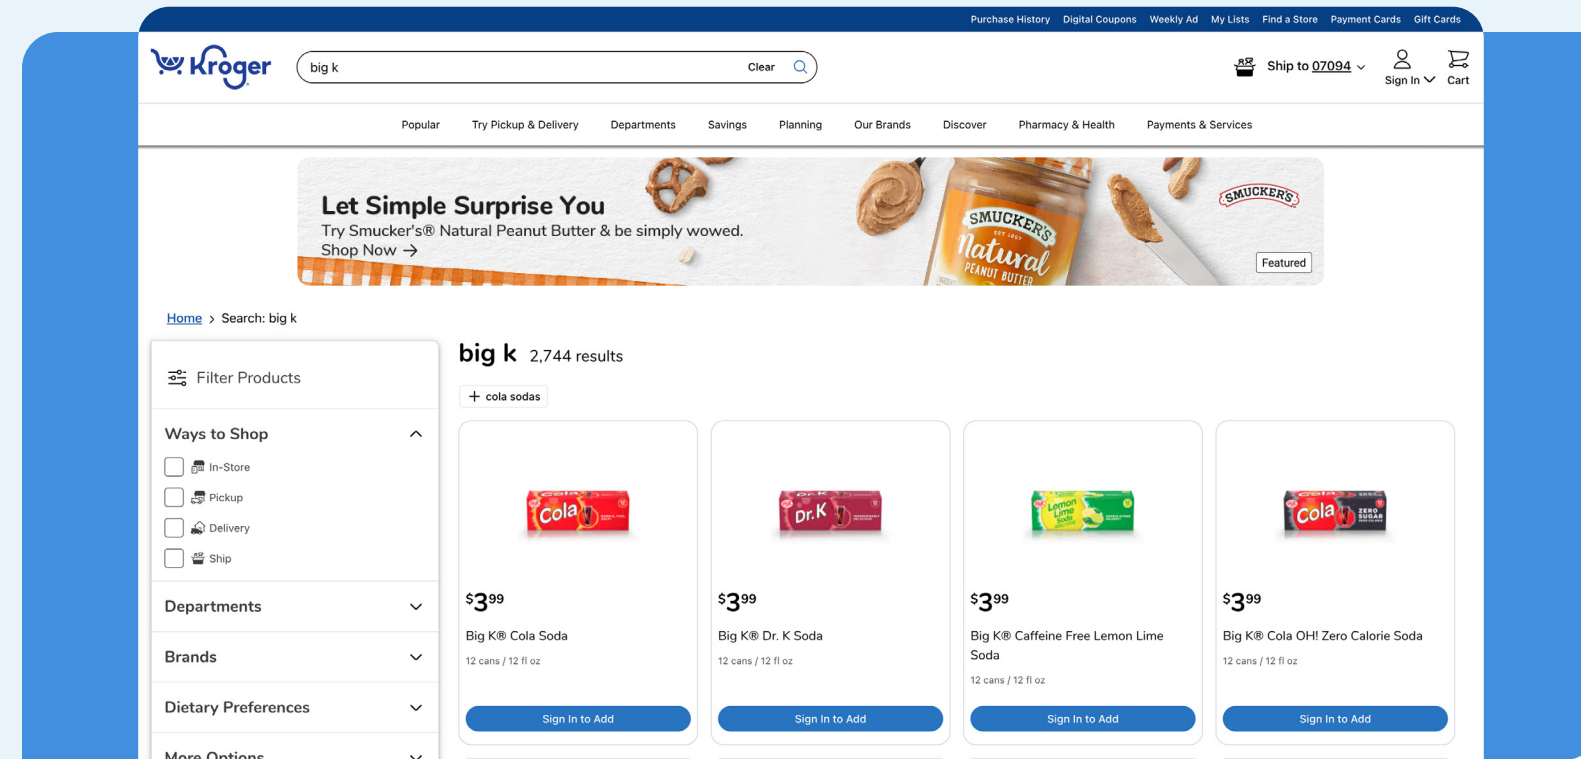 Purchase History Digital Coupons Weekly Ad My Lists Find a Store Payment Cards Gift Cards
Kroger
big k Clear
Ship to 07094
Sign In Cart
Popular Try Pickup & Delivery Departments Savings Planning Our Brands Discover Pharmacy & Health Payments & Services
Let Simple Surprise You
Try Smucker's® Natural Peanut Butter & be simply wowed.
Shop Now →
SMUCKER'S
Natural
PEANUT BUTTER
SMUCKER'S
Featured
Home > Search: big k
Filter Products
Ways to Shop
In-Store
Pickup
Delivery
Ship
Departments
Brands
Dietary Preferences
More Options
big k 2,744 results
+ cola sodas
Cola
$399
Big K® Cola Soda
12 cans / 12 fl oz
Sign In to Add
Dr. K
$399
Big K® Dr. K Soda
12 cans / 12 fl oz
Sign In to Add
Lemon
Lime
Soda
$399
Big K® Caffeine Free Lemon Lime
Soda
12 cans / 12 fl oz
Sign In to Add
Cola
ZERO
SUGAR
$399
Big K® Cola OH! Zero Calorie Soda
12 cans / 12 fl oz
Sign In to Add